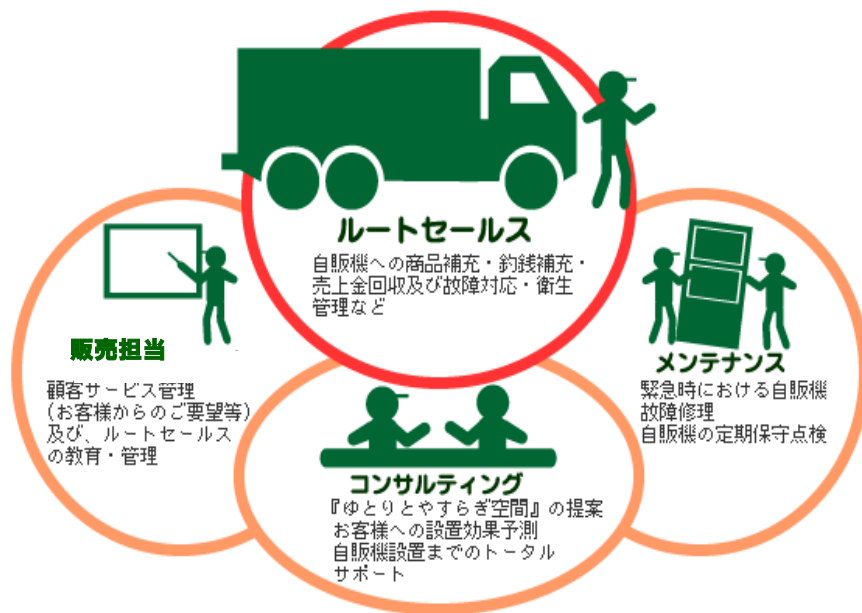 ルートセールス
自販機への商品補充・釣銭補充・
売上金回収及び故障対応・衛生
管理など
販売担当
顧客サービス管理
(お客様からのご要望等)
及び、ルートセールス
の教育・管理
メンテナンス
緊急時における自販機
故障修理
自販機の定期保守点検
コンサルティング
『ゆとりとやすらぎ空間』の提案
お客様への設置効果予測
自販機設置までのトータル
サポート